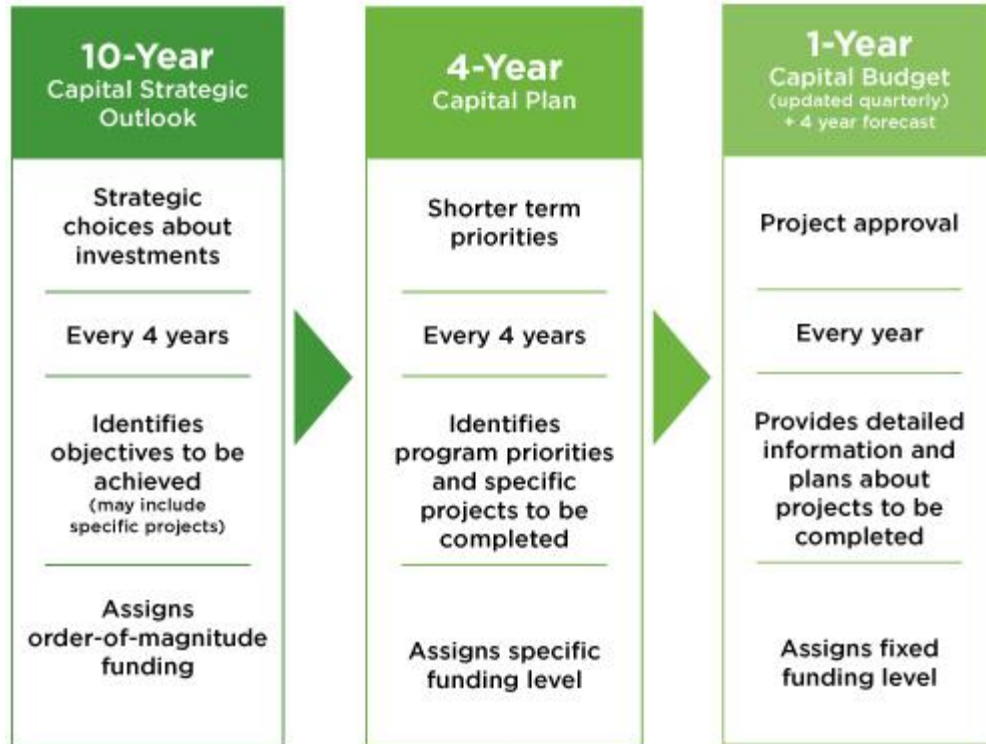 10-Year
Capital Strategic
Outlook
Strategic
choices about
investments
Every 4 years
Identifies
objectives to be
achieved
(may include
specific projects)
Assigns
order-of-magnitude
funding
4-Year
Capital Plan
Shorter term
priorities
Every 4 years
Identifies
program priorities
and specific
projects to be
completed
Assigns specific
funding level
1-Year
Capital Budget
(updated quarterly)
+ 4 year forecast
Project approval
Every year
Provides detailed
information and
plans about
projects to be
completed
Assigns fixed
funding level